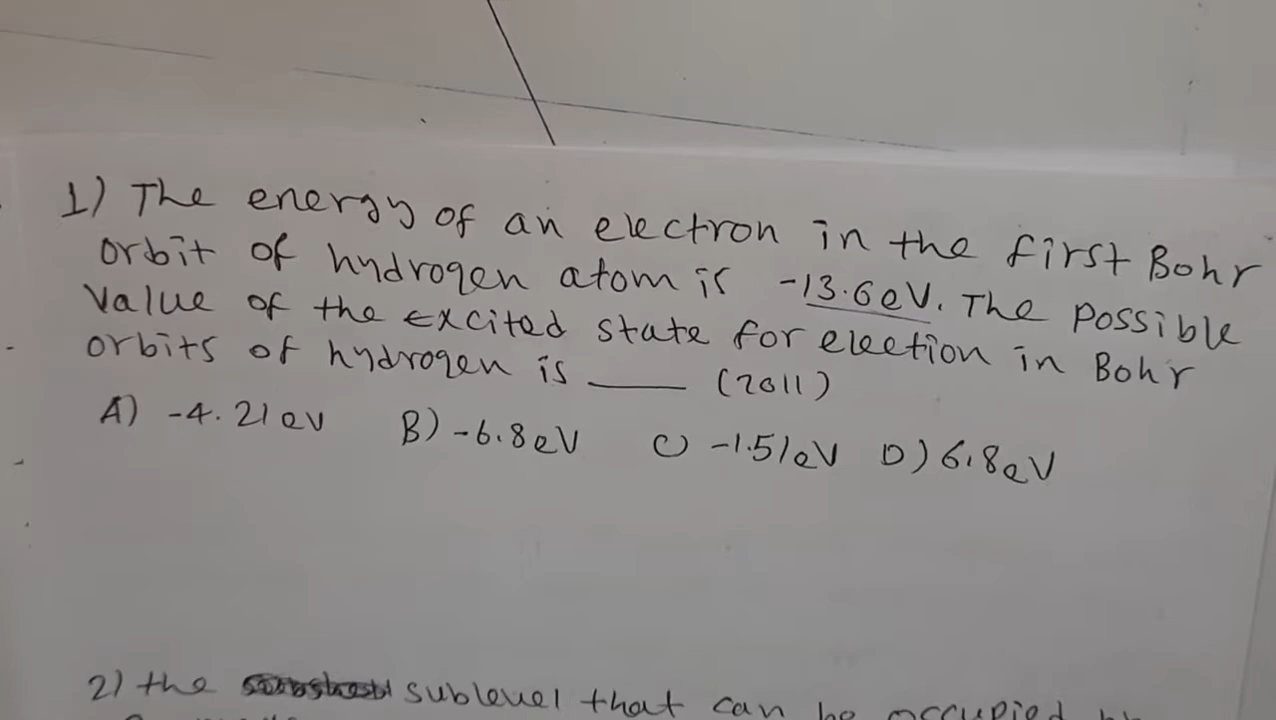 1) The energy of an electron in the first Bohr
orbit of hydrogen atom is -13.6eV. The possible
value of the excited state for election in Bohr
orbits of hydrogen is ____ (2011)
A) -4.21eV B) -6.8eV C) -1.51eV D) 6.8eV
2) the sublevel that can be occupied